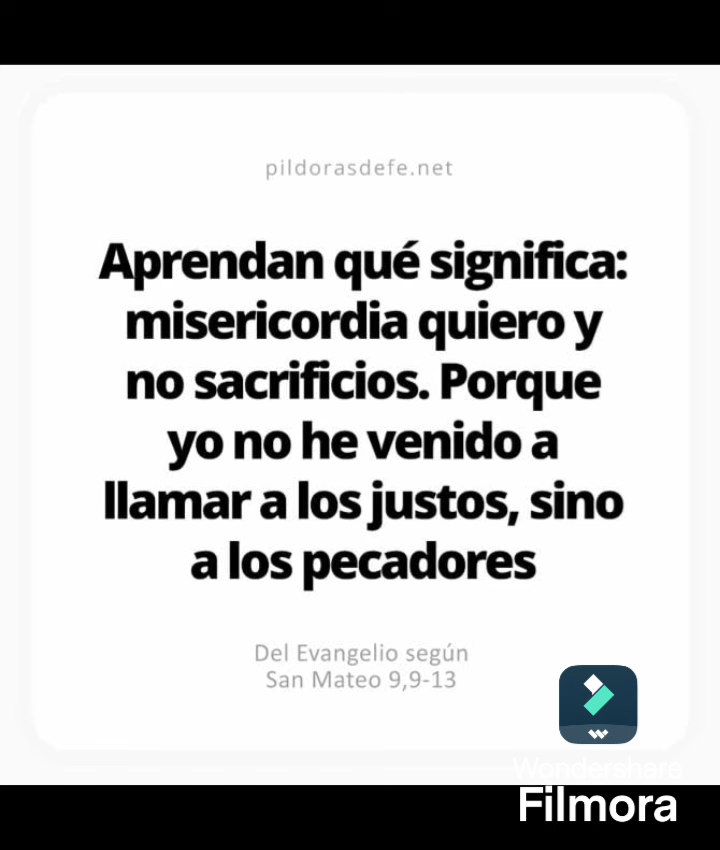 pildorasdefe.net
Aprendan qué significa:
misericordia quiero y
no sacrificios. Porque
yo no he venido a
llamar a los justos, sino
a los pecadores
Del Evangelio según
San Mateo 9,9-13
Wondershare
Filmora